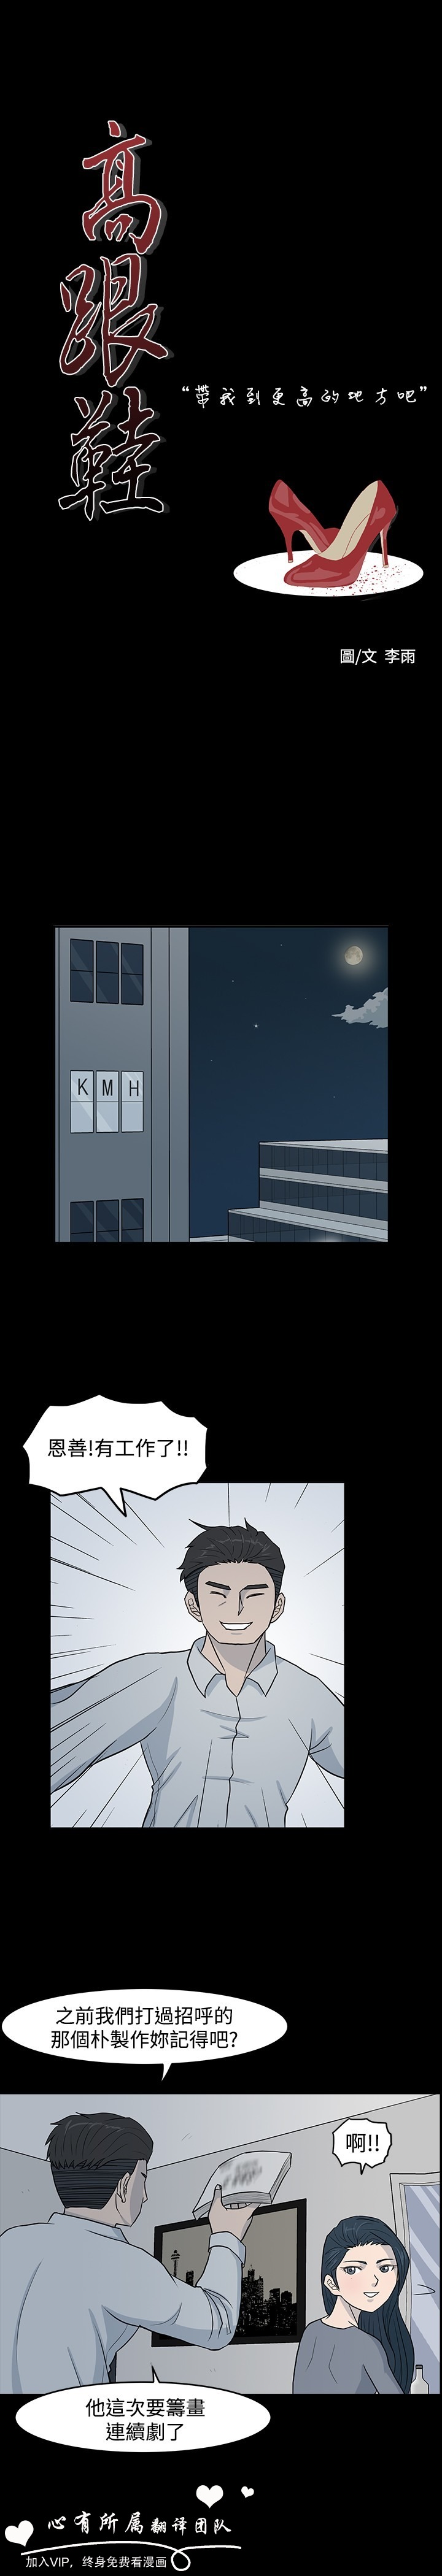 高跟鞋
“帶我到更高的地方吧”
圖/文 李雨
KMH
恩善!有工作了!!
之前我們打過招呼的
那個朴製作妳記得吧?
啊!!
他這次要籌畫
連續劇了
心有所属翻译团队
加入VIP，终身免费看漫画